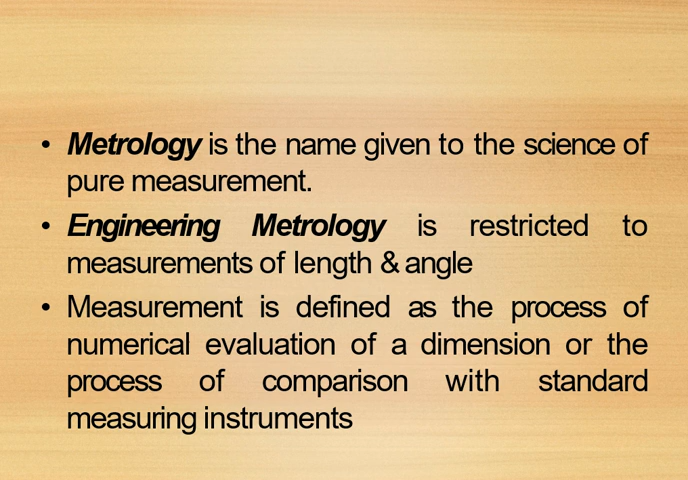 • Metrology is the name given to the science of
pure measurement.
• Engineering Metrology is restricted to
measurements of length & angle
• Measurement is defined as the process of
numerical evaluation of a dimension or the
process of comparison with standard
measuring instruments